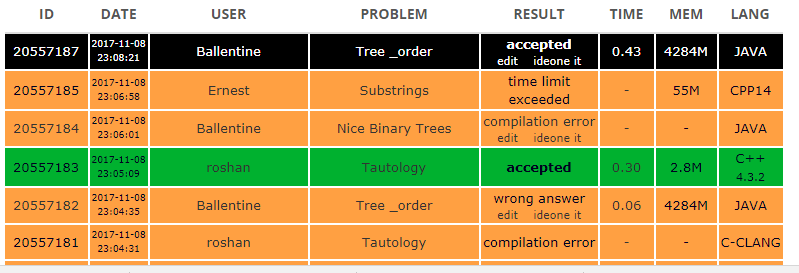 ID DATE USER PROBLEM RESULT TIME MEM LANG
20557187 2017-11-08 23:08:21 Ballentine Tree _order accepted edit ideone it 0.43 4284M JAVA
20557185 2017-11-08 23:06:58 Ernest Substrings time limit exceeded - 55M CPP14
20557184 2017-11-08 23:06:01 Ballentine Nice Binary Trees compilation error edit ideone it - - JAVA
20557183 2017-11-08 23:05:09 roshan Tautology accepted 0.30 2.8M C++ 4.3.2
20557182 2017-11-08 23:04:35 Ballentine Tree _order wrong answer edit ideone it 0.06 4284M JAVA
20557181 2017-11-08 23:04:31 roshan Tautology compilation error - - C-CLANG